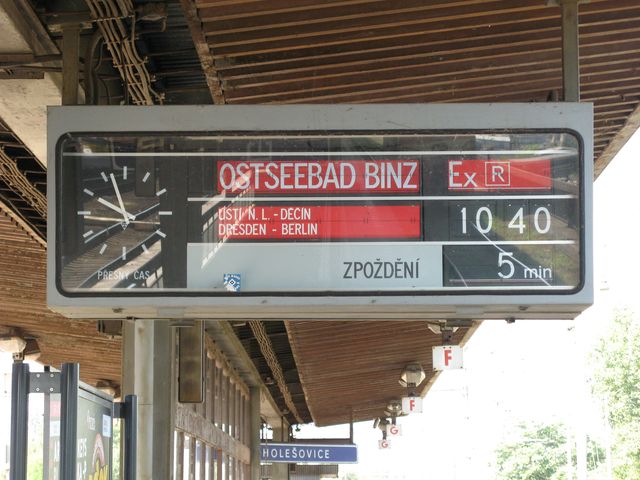 OSTSEEBAD BINZ Ex R
ÚSTÍ N. L. - DĚČÍN
DRESDEN - BERLIN
10 40
PŘESNÝ ČAS
ZPOŽDĚNÍ 5 min
F
F
G
G
HOLEŠOVICE